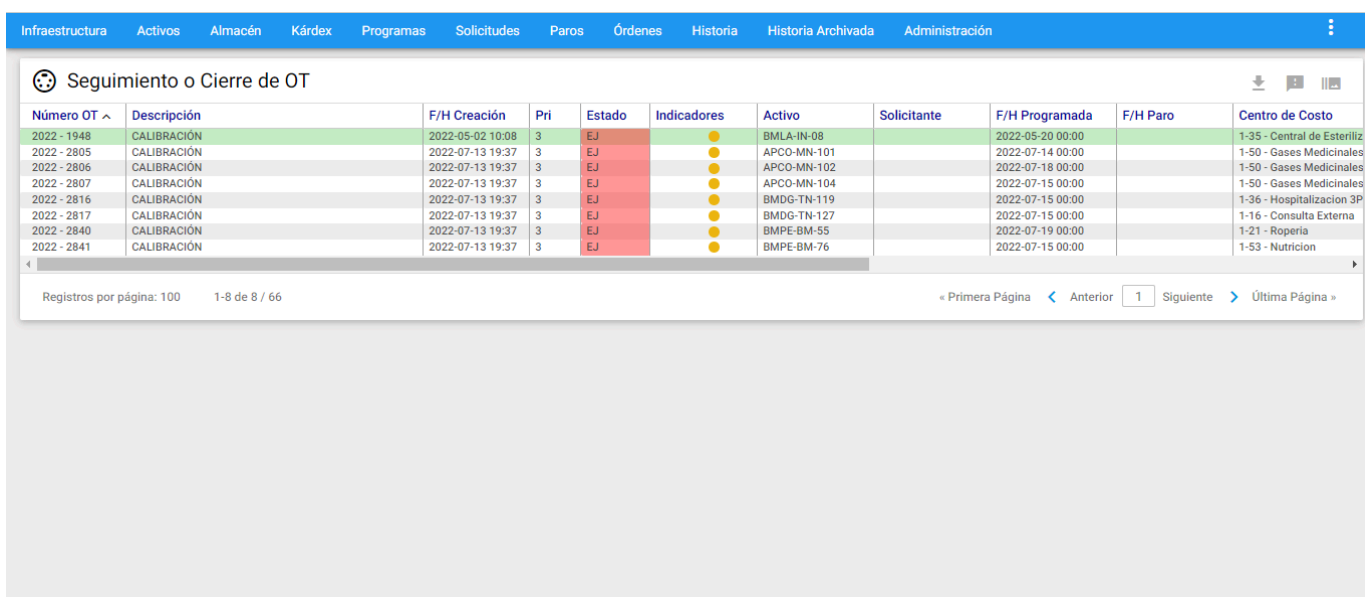 Infraestructura Activos Almacén Kárdex Programas Solicitudes Paros Órdenes Historia Historia Archivada Administración
Seguimiento o Cierre de OT
Número OT Descripción F/H Creación Pri Estado Indicadores Activo Solicitante F/H Programada F/H Paro Centro de Costo
2022 - 1948 CALIBRACIÓN 2022-05-02 10:08 3 EJ BMLA-IN-08 2022-05-20 00:00 1-35 - Central de Esteriliz
2022 - 2805 CALIBRACIÓN 2022-07-13 19:37 3 EJ APCO-MN-101 2022-07-14 00:00 1-50 - Gases Medicinales
2022 - 2806 CALIBRACIÓN 2022-07-13 19:37 3 EJ APCO-MN-102 2022-07-18 00:00 1-50 - Gases Medicinales
2022 - 2807 CALIBRACIÓN 2022-07-13 19:37 3 EJ APCO-MN-104 2022-07-15 00:00 1-50 - Gases Medicinales
2022 - 2816 CALIBRACIÓN 2022-07-13 19:37 3 EJ BMDG-TN-119 2022-07-15 00:00 1-36 - Hospitalizacion 3P
2022 - 2817 CALIBRACIÓN 2022-07-13 19:37 3 EJ BMDG-TN-127 2022-07-15 00:00 1-16 - Consulta Externa
2022 - 2840 CALIBRACIÓN 2022-07-13 19:37 3 EJ BMPE-BM-55 2022-07-19 00:00 1-21 - Roperia
2022 - 2841 CALIBRACIÓN 2022-07-13 19:37 3 EJ BMPE-BM-76 2022-07-15 00:00 1-53 - Nutricion
Registros por página: 100 1-8 de 8 / 66 « Primera Página Anterior 1 Siguiente Última Página »